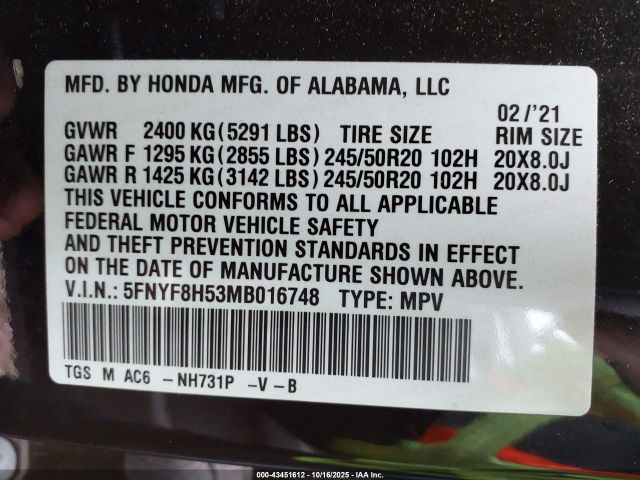 MFD. BY HONDA MFG. OF ALABAMA, LLC
02/'21
GVWR 2400 KG(5291 LBS) TIRE SIZE RIM SIZE
GAWR F 1295 KG(2855 LBS)245/50R20 102H 20X8.0J
GAWR R 1425 KG(3142 LBS)245/50R20 102H 20X8.0J
THIS VEHICLE CONFORMS TO ALL APPLICABLE
FEDERAL MOTOR VEHICLE SAFETY
AND THEFT PREVENTION STANDARDS IN EFFECT
ON THE DATE OF MANUFACTURE SHOWN ABOVE.
V.I.N.: 5FNYF8H53MB016748 TYPE: MPV
TGS M AC6 -NH731P -V-B
000-43451612 - 10/16/2025 - IAA Inc.